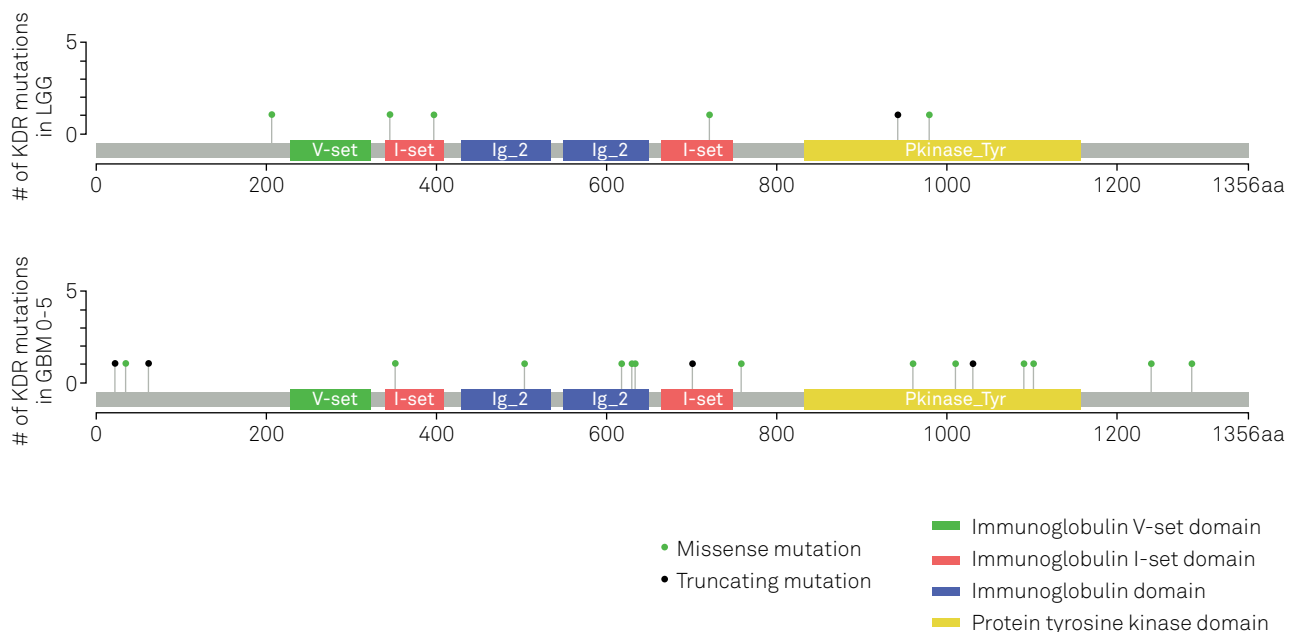 # of KDR mutations
in LGG
5
0
V-set
I-set
Ig_2
Ig_2
I-set
Pkinase_Tyr
0
200
400
600
800
1000
1200
1356aa
# of KDR mutations
in GBM 0-5
5
0
V-set
I-set
Ig_2
Ig_2
I-set
Pkinase_Tyr
0
200
400
600
800
1000
1200
1356aa
Missense mutation
Truncating mutation
Immunoglobulin V-set domain
Immunoglobulin I-set domain
Immunoglobulin domain
Protein tyrosine kinase domain